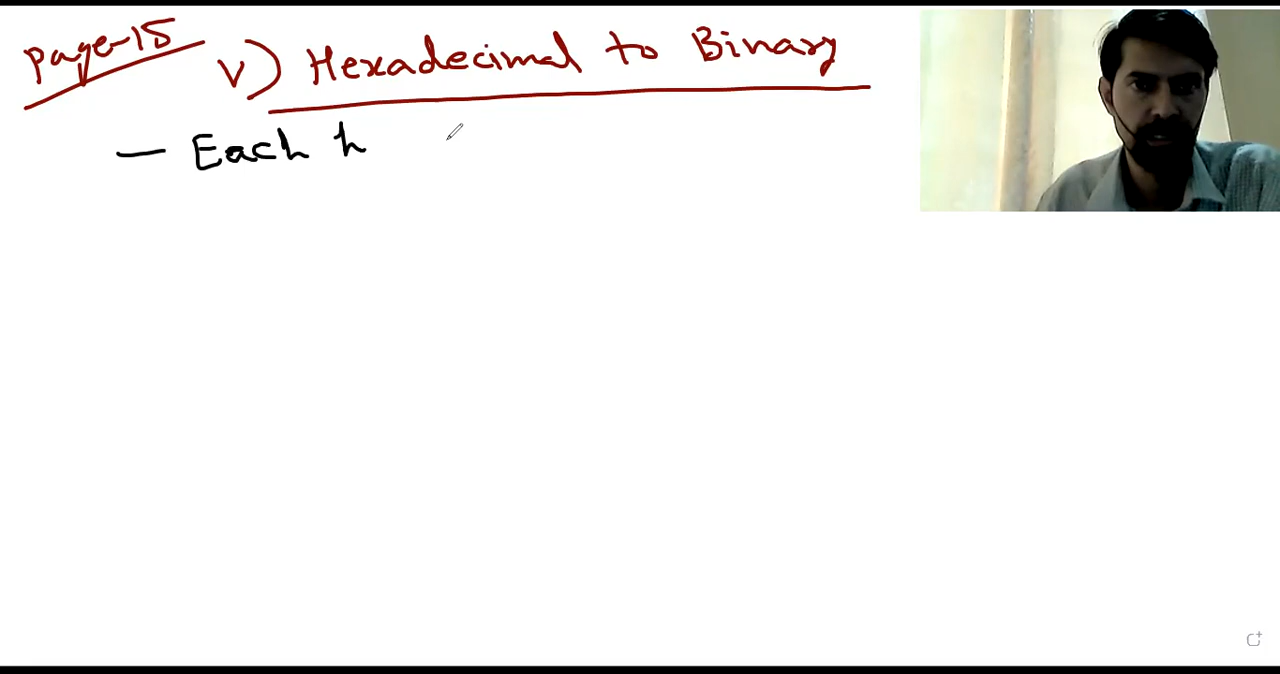 Page-15
v) Hexadecimal to Binary
— Each h